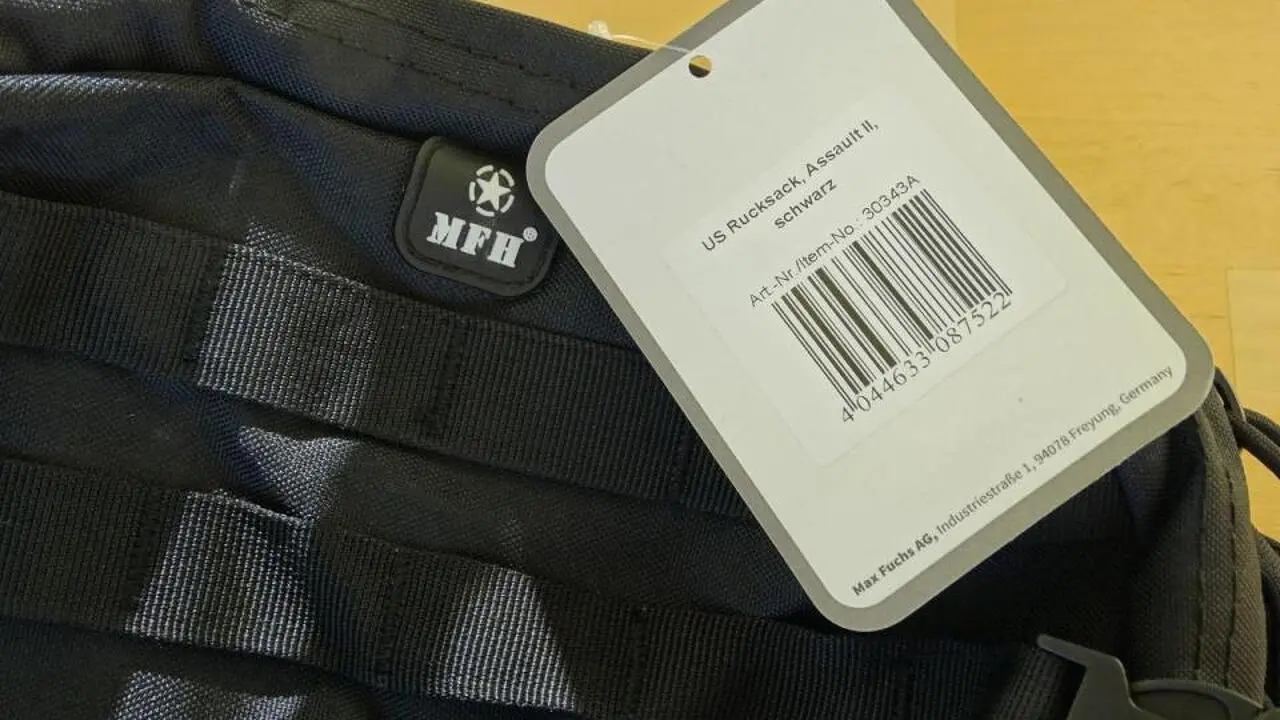 MFH®
US Rucksack, Assault II,
schwarz
Art.-Nr./Item-No.: 30343A
4 044633 087522
Max Fuchs AG, Industriestraße 1, 94078 Freyung, Germany